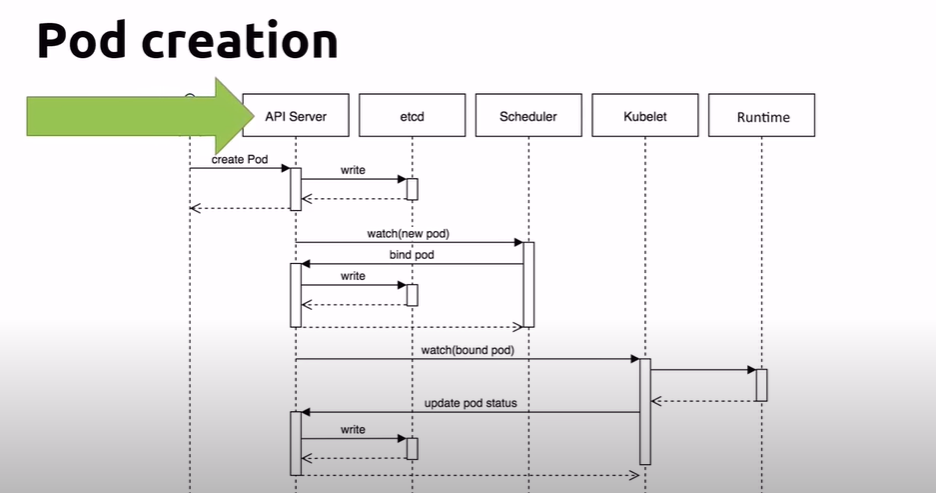 Pod creation
API Server
etcd
Scheduler
Kubelet
Runtime
create Pod
write
watch(new pod)
bind pod
write
watch(bound pod)
update pod status
write